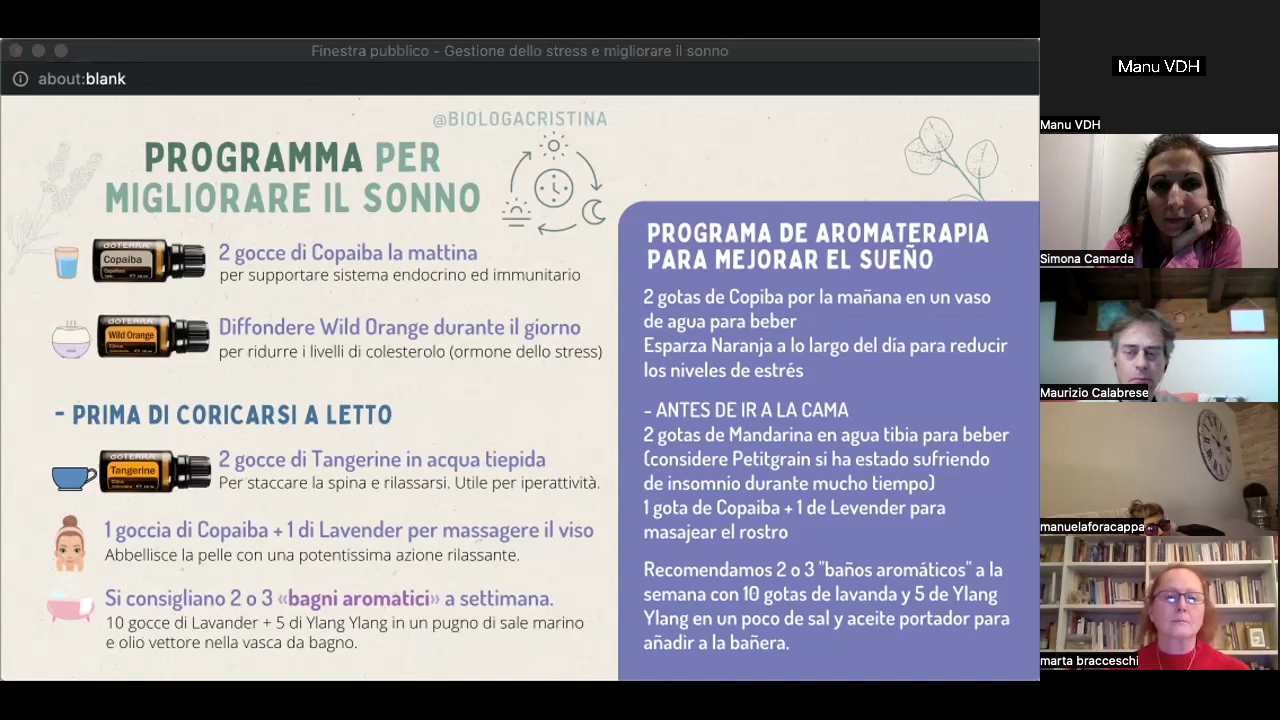 Finestra pubblico - Gestione dello stress e migliorare il sonno
about:blank
@BIOLOGACRISTINA
PROGRAMMA PER
MIGLIORARE IL SONNO
dōTERRA
Copaiba
2 gocce di Copaiba la mattina
per supportare sistema endocrino ed immunitario
dōTERRA
Wild Orange
Diffondere Wild Orange durante il giorno
per ridurre i livelli di colesterolo (ormone dello stress)
- PRIMA DI CORICARSI A LETTO
dōTERRA
Tangerine
2 gocce di Tangerine in acqua tiepida
Per staccare la spina e rilassarsi. Utile per iperattività.
1 goccia di Copaiba + 1 di Lavender per massagere il viso
Abbellisce la pelle con una potentissima azione rilassante.
Si consigliano 2 o 3 «bagni aromatici» a settimana.
10 gocce di Lavander + 5 di Ylang Ylang in un pugno di sale marino
e olio vettore nella vasca da bagno.
PROGRAMA DE AROMATERAPIA
PARA MEJORAR EL SUEÑO
2 gotas de Copiba por la mañana en un vaso
de agua para beber
Esparza Naranja a lo largo del día para reducir
los niveles de estrés
- ANTES DE IR A LA CAMA
2 gotas de Mandarina en agua tibia para beber
(considere Petitgrain si ha estado sufriendo
de insomnio durante mucho tiempo)
1 gota de Copaiba + 1 de Levender para
masajear el rostro
Recomendamos 2 o 3 "baños aromáticos" a la
semana con 10 gotas de lavanda y 5 de Ylang
Ylang en un poco de sal y aceite portador para
añadir a la bañera.
Manu VDH
Manu VDH
Simona Camarda
Maurizio Calabrese
manuelaforacappa
marta bracceschi